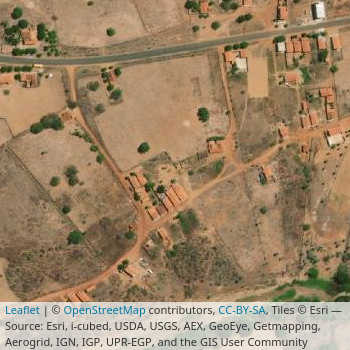 Leaflet | © OpenStreetMap contributors, CC-BY-SA, Tiles © Esri —
Source: Esri, i-cubed, USDA, USGS, AEX, GeoEye, Getmapping,
Aerogrid, IGN, IGP, UPR-EGP, and the GIS User Community